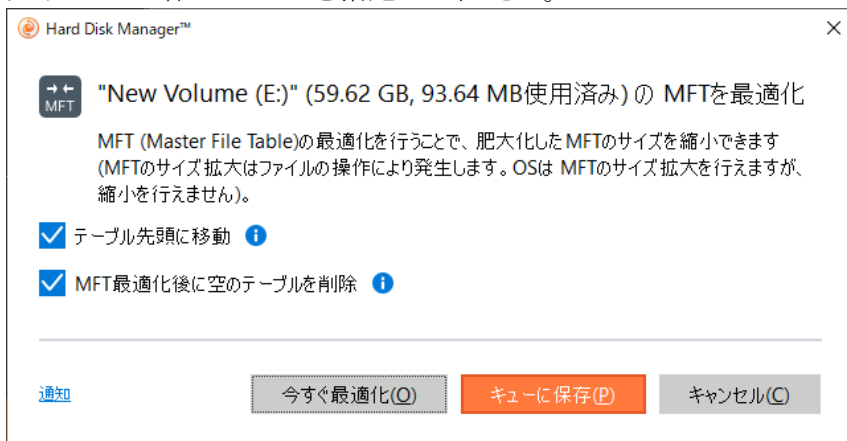 Hard Disk Manager™
MFT
"New Volume (E:)" (59.62 GB, 93.64 MB使用済み) の MFTを最適化
MFT (Master File Table)の最適化を行うことで、肥大化したMFTのサイズを縮小できます
(MFTのサイズ拡大はファイルの操作により発生します。OSは MFTのサイズ拡大を行えますが、
縮小を行えません)。
テーブル先頭に移動
MFT最適化後に空のテーブルを削除
通知
今すぐ最適化(O)
キューに保存(P)
キャンセル(C)